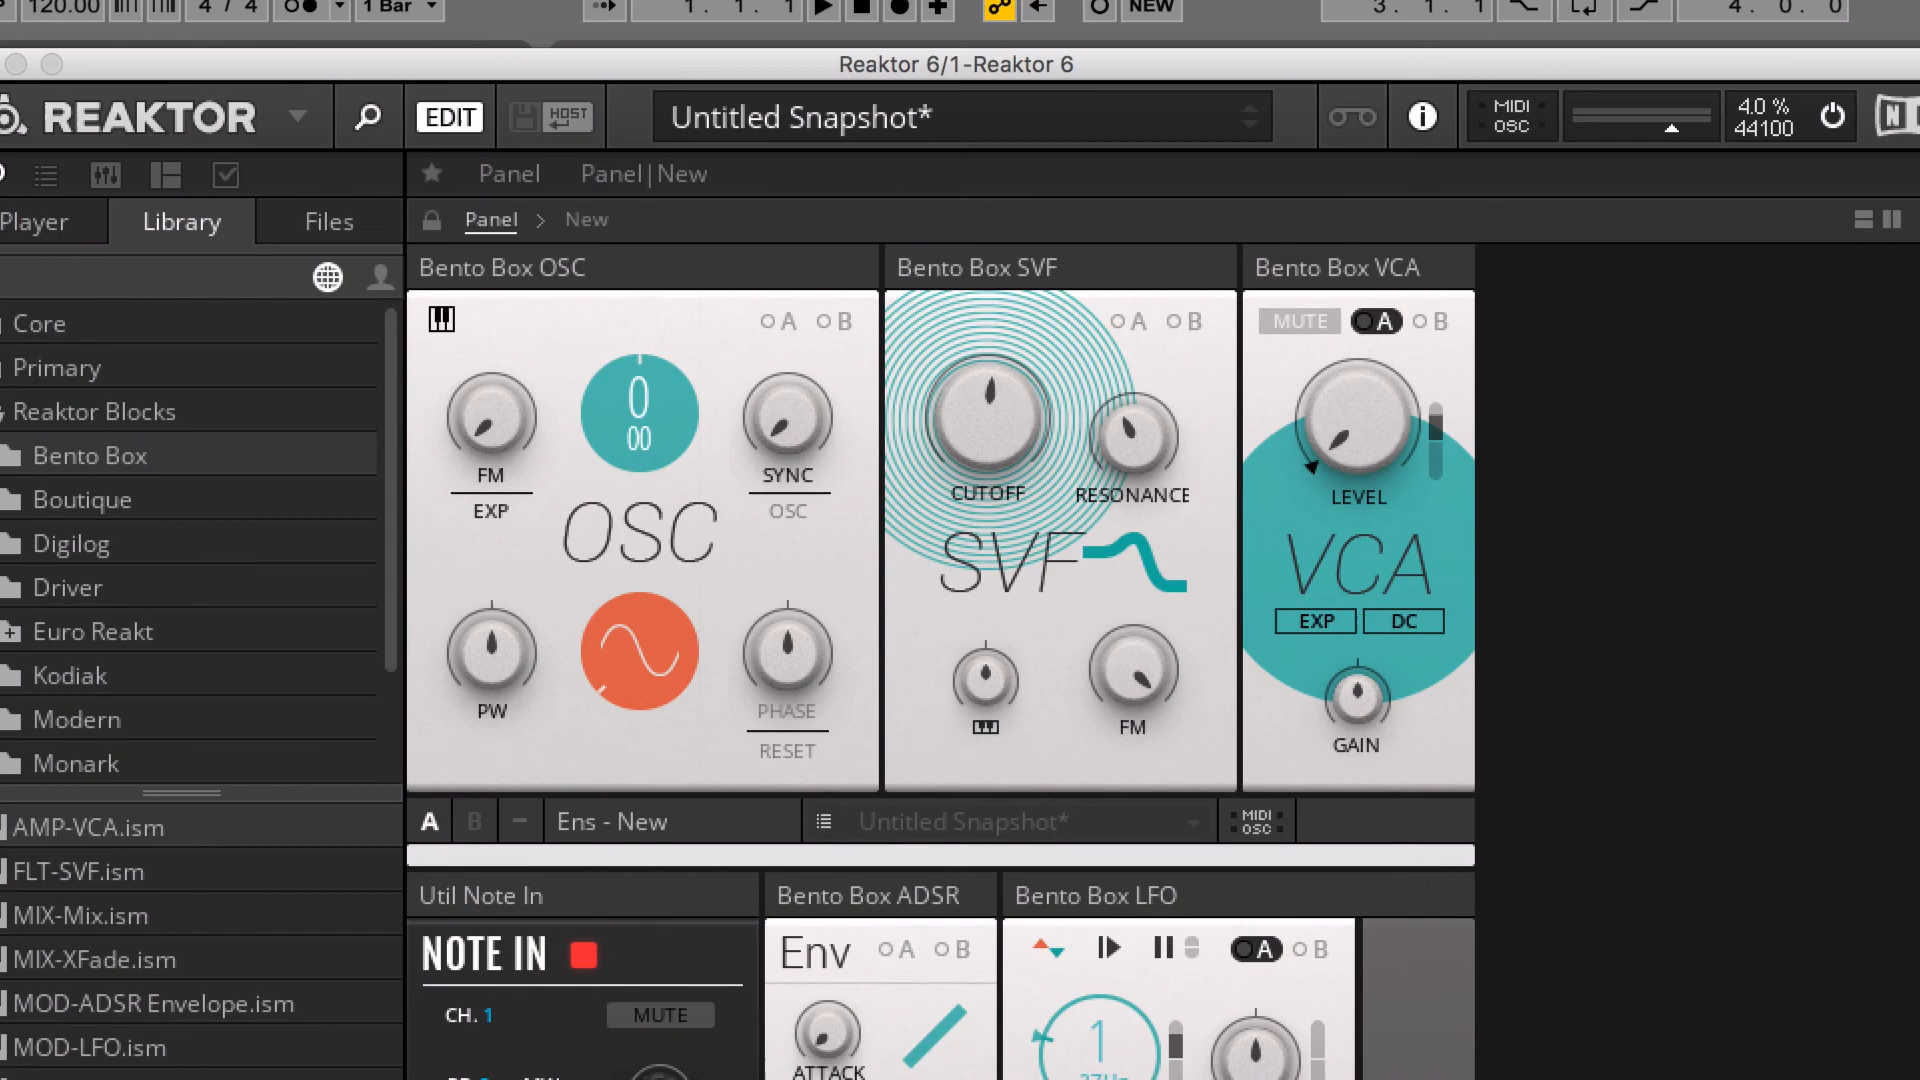 120.00 4 / 4 1 Bar 1. 1. 1 NEW 3. 1. 1 4. 0. 0
Reaktor 6/1-Reaktor 6
REAKTOR EDIT HOST Untitled Snapshot* i MIDI OSC 4.0 % 44100
Panel Panel|New
Player Library Files
Panel > New
Bento Box OSC Bento Box SVF Bento Box VCA
A B A B MUTE A B
0
00
FM SYNC CUTOFF RESONANCE LEVEL
EXP OSC
OSC SVF VCA
EXP DC
PW PHASE FM GAIN
RESET
Core
Primary
Reaktor Blocks
Bento Box
Boutique
Digilog
Driver
Euro Reakt
Kodiak
Modern
Monark
A B Ens - New Untitled Snapshot* MIDI OSC
AMP-VCA.ism
FLT-SVF.ism
MIX-Mix.ism
MIX-XFade.ism
MOD-ADSR Envelope.ism
MOD-LFO.ism
Util Note In Bento Box ADSR Bento Box LFO
NOTE IN Env A B A B
CH. 1 MUTE
1
ATTACK